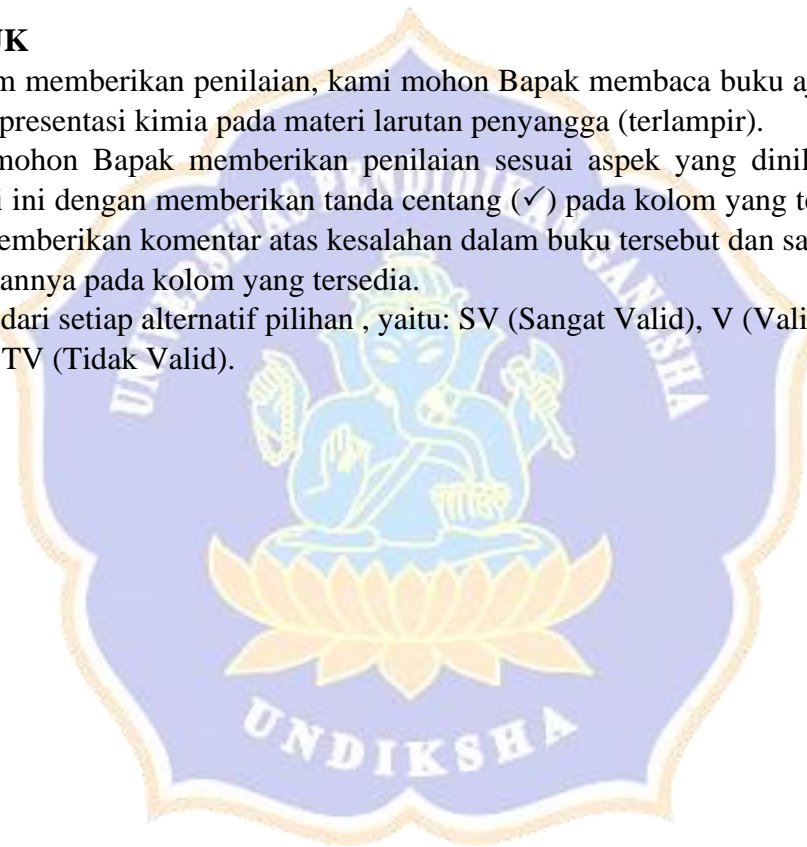 UK
m memberikan penilaian, kami mohon Bapak membaca buku aj
presentasi kimia pada materi larutan penyangga (terlampir).
mohon Bapak memberikan penilaian sesuai aspek yang dinil
i ini dengan memberikan tanda centang (✓) pada kolom yang te
emberikan komentar atas kesalahan dalam buku tersebut dan sa
annya pada kolom yang tersedia.
dari setiap alternatif pilihan , yaitu: SV (Sangat Valid), V (Vali
TV (Tidak Valid).
UNIVERSITAS PENDIDIKAN GANESHA
UNDIKSHA